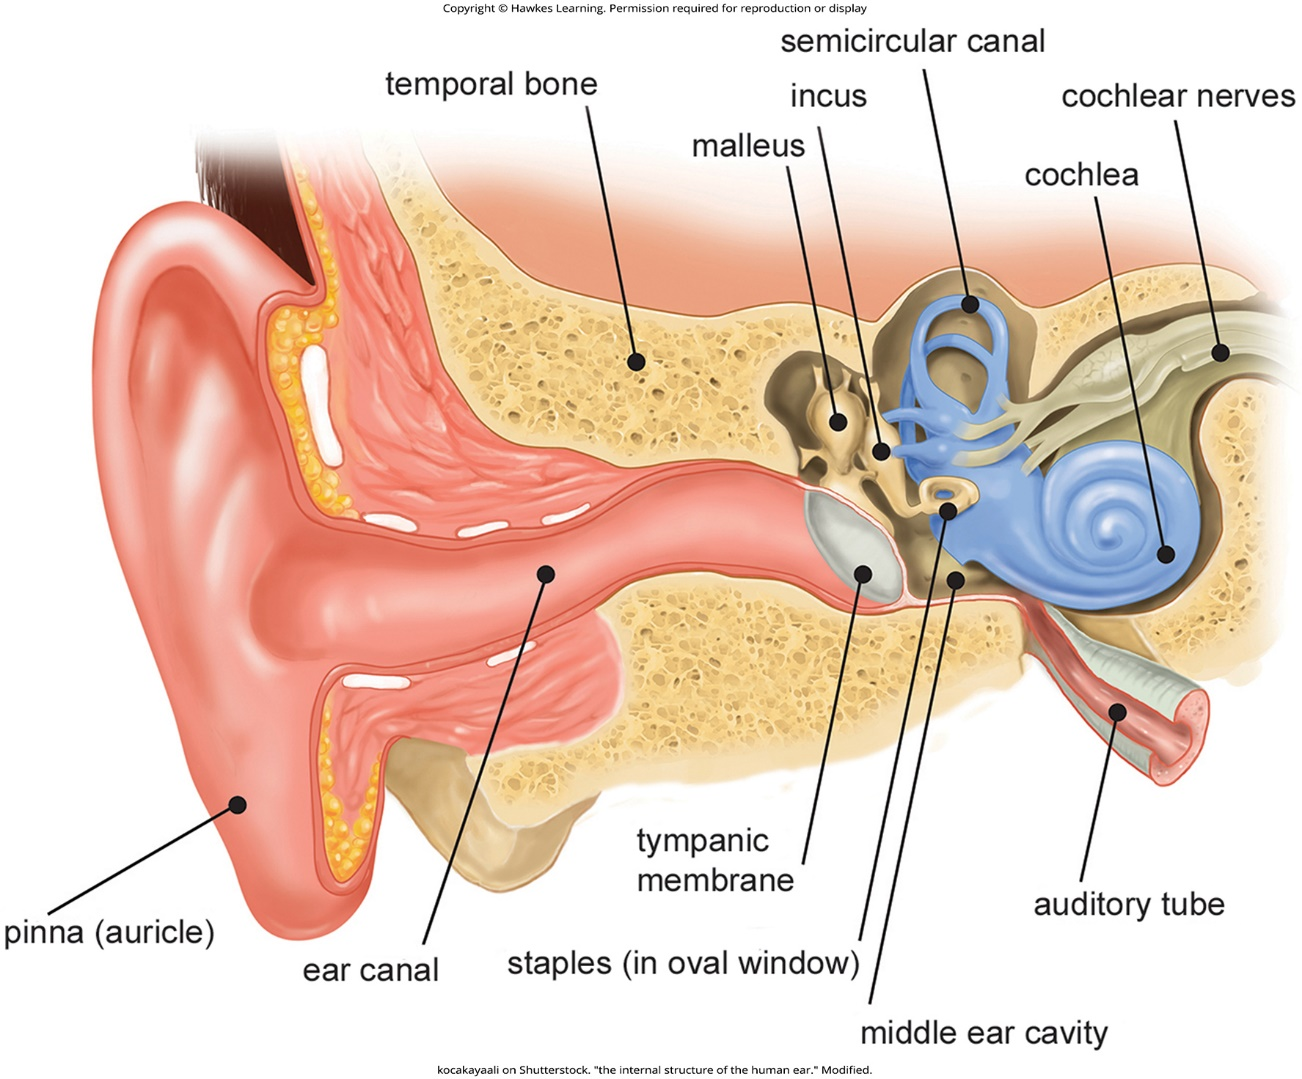 Copyright © Hawkes Learning. Permission required for reproduction or display
semicircular canal
temporal bone
incus
cochlear nerves
malleus
cochlea
tympanic
membrane
auditory tube
pinna (auricle)
ear canal
staples (in oval window)
middle ear cavity
kocakayaali on Shutterstock. "the internal structure of the human ear." Modified.